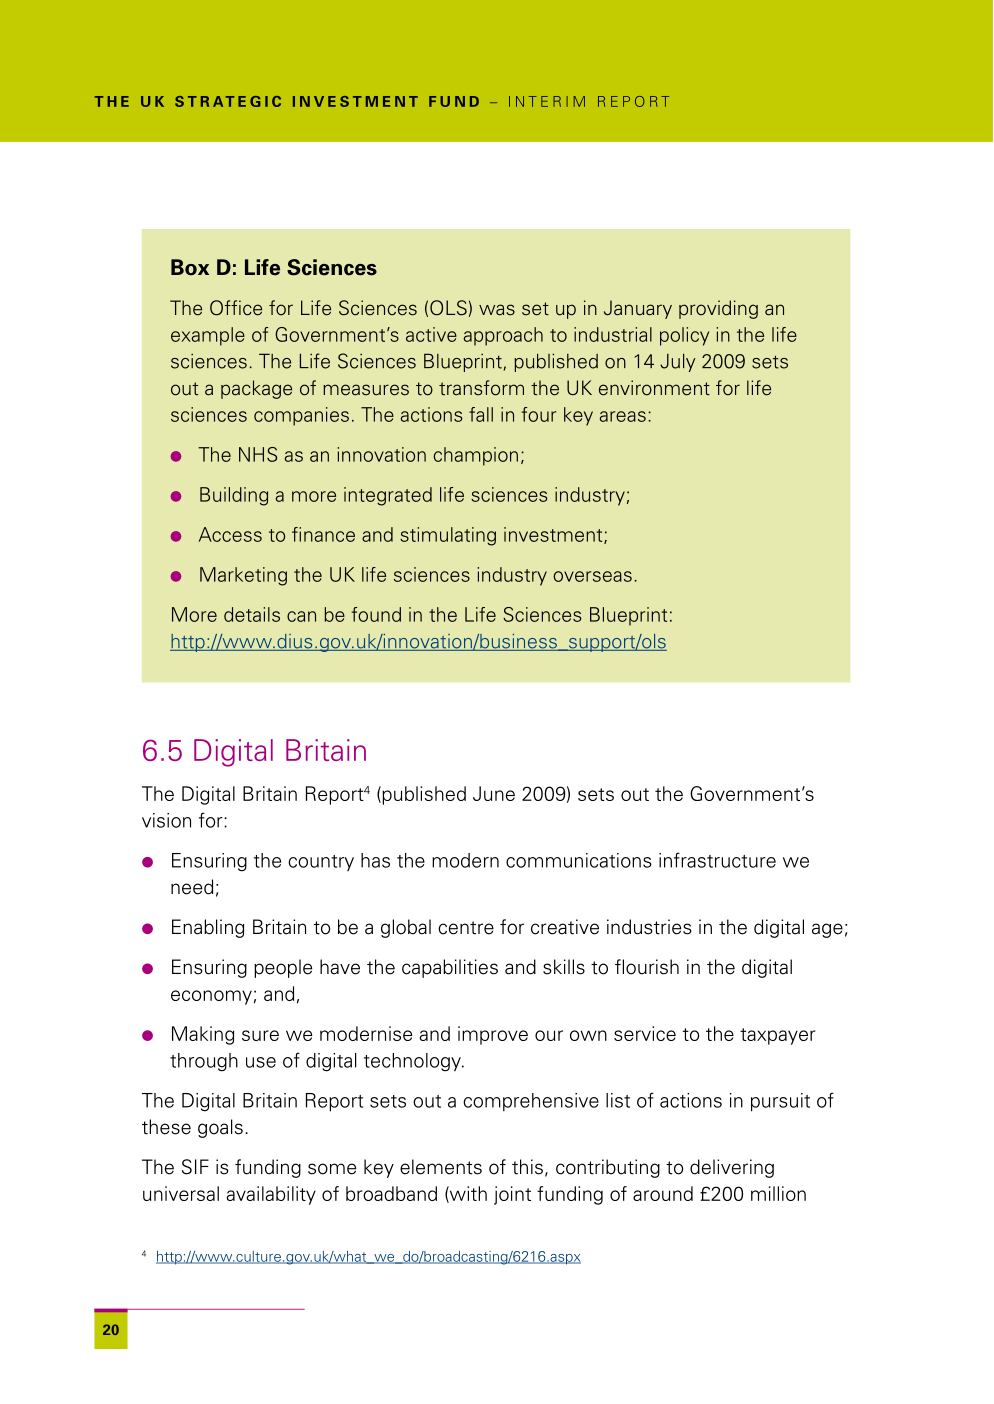 THE UK STRATEGIC INVESTMENT FUND – INTERIM REPORT
Box D: Life Sciences
The Office for Life Sciences (OLS) was set up in January providing an
example of Government’s active approach to industrial policy in the life
sciences. The Life Sciences Blueprint, published on 14 July 2009 sets
out a package of measures to transform the UK environment for life
sciences companies. The actions fall in four key areas:
● The NHS as an innovation champion;
● Building a more integrated life sciences industry;
● Access to finance and stimulating investment;
● Marketing the UK life sciences industry overseas.
More details can be found in the Life Sciences Blueprint:
http://www.dius.gov.uk/innovation/business_support/ols
6.5 Digital Britain
The Digital Britain Report⁴ (published June 2009) sets out the Government’s
vision for:
● Ensuring the country has the modern communications infrastructure we
need;
● Enabling Britain to be a global centre for creative industries in the digital age;
● Ensuring people have the capabilities and skills to flourish in the digital
economy; and,
● Making sure we modernise and improve our own service to the taxpayer
through use of digital technology.
The Digital Britain Report sets out a comprehensive list of actions in pursuit of
these goals.
The SIF is funding some key elements of this, contributing to delivering
universal availability of broadband (with joint funding of around £200 million
⁴ http://www.culture.gov.uk/what_we_do/broadcasting/6216.aspx
20